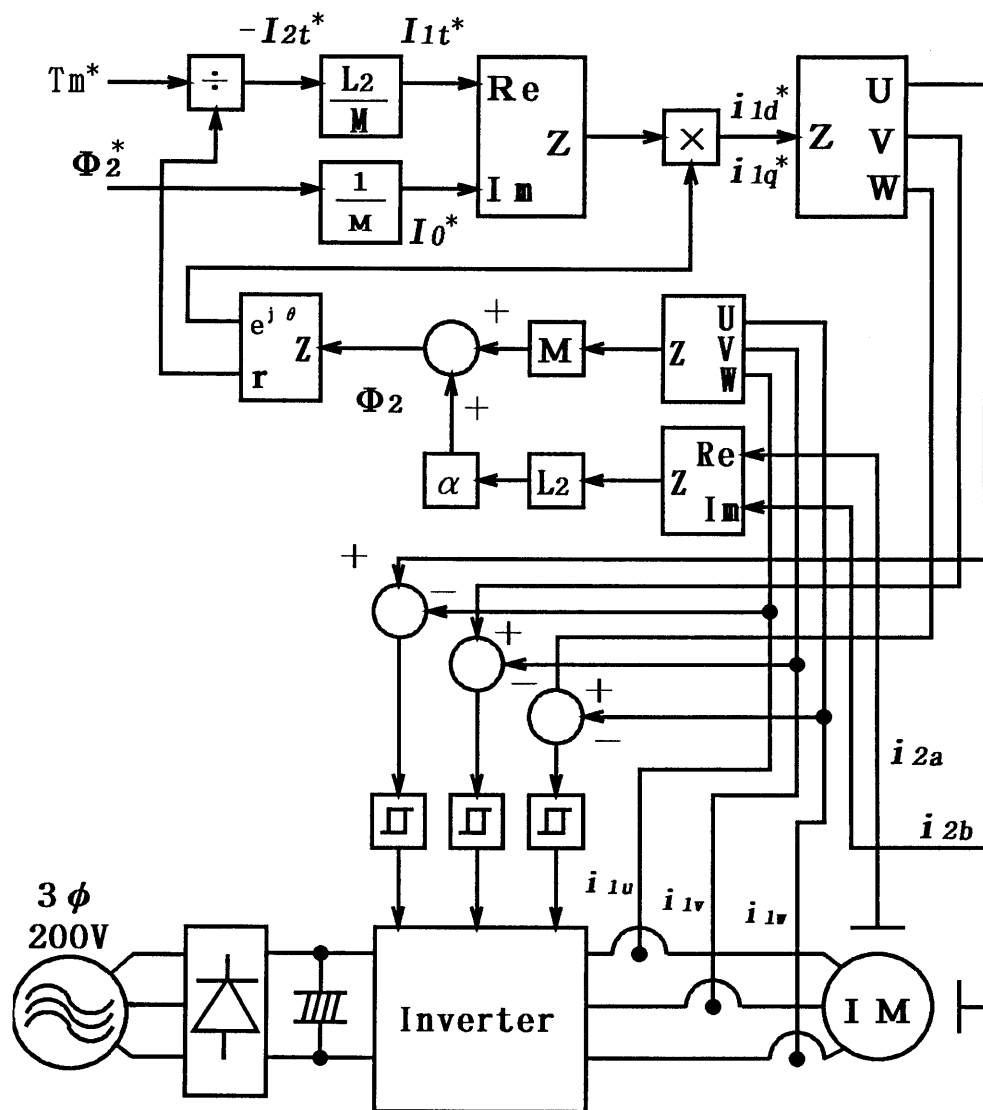 -I2t*
I1t*
Tm*
÷
L2
M
Re
Z
Im
×
i1d*
i1q*
Z
U
V
W
Φ2*
1
M
I0*
e^jθ
r
Z
+
M
Z
U
V
W
Φ2
+
α
L2
Z
Re
Im
+
−
+
−
+
−
i2a
i2b
i1u
i1v
i1w
3φ
200V
Inverter
IM